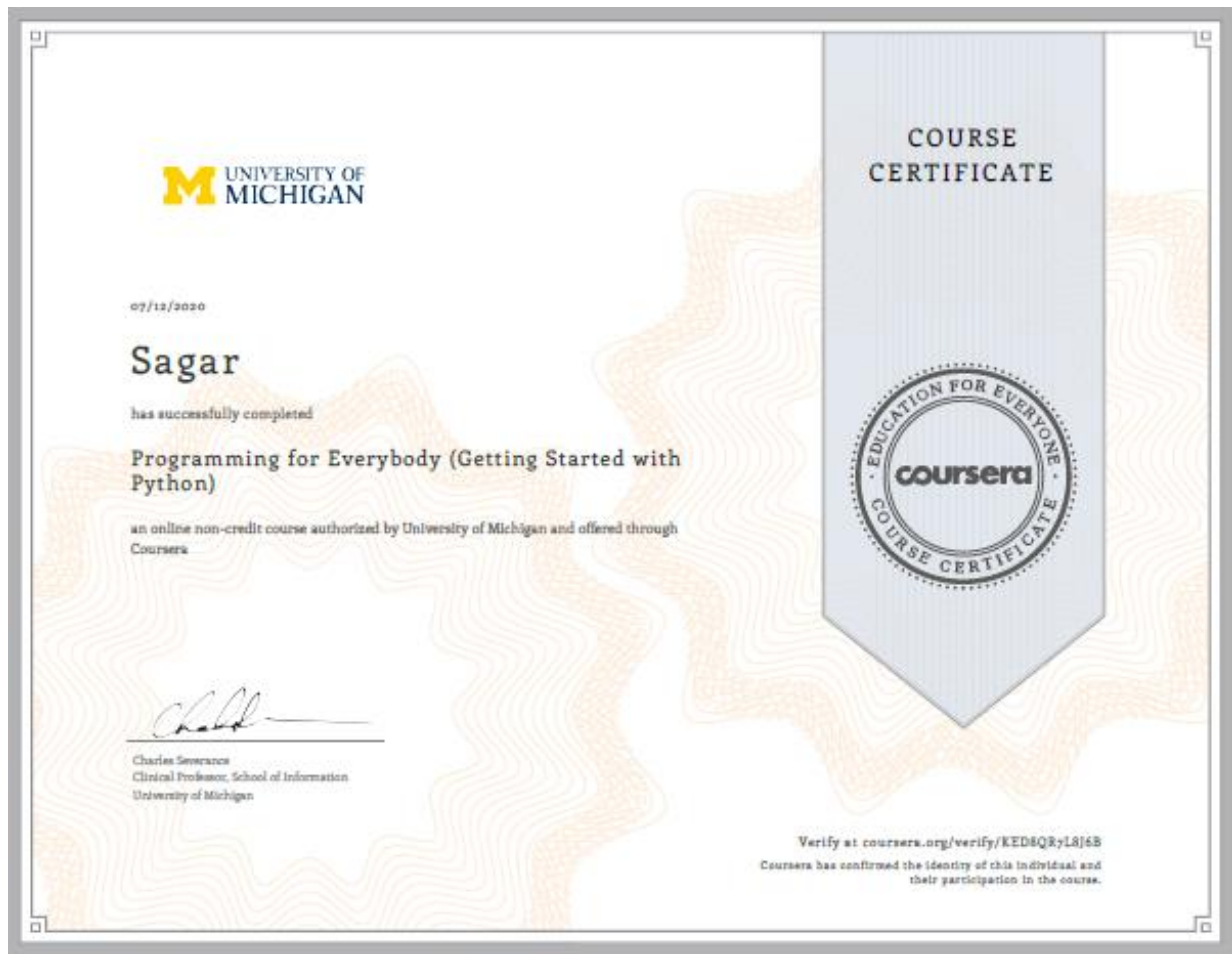 UNIVERSITY OF
MICHIGAN
07/12/2020
Sagar
has successfully completed
Programming for Everybody (Getting Started with
Python)
an online non-credit course authorized by University of Michigan and offered through
Coursera
Charles Severance
Clinical Professor, School of Information
University of Michigan
COURSE
CERTIFICATE
EDUCATION FOR EVERYONE
coursera
COURSE CERTIFICATE
Verify at coursera.org/verify/KED8QR7L8J6B
Coursera has confirmed the identity of this individual and
their participation in the course.